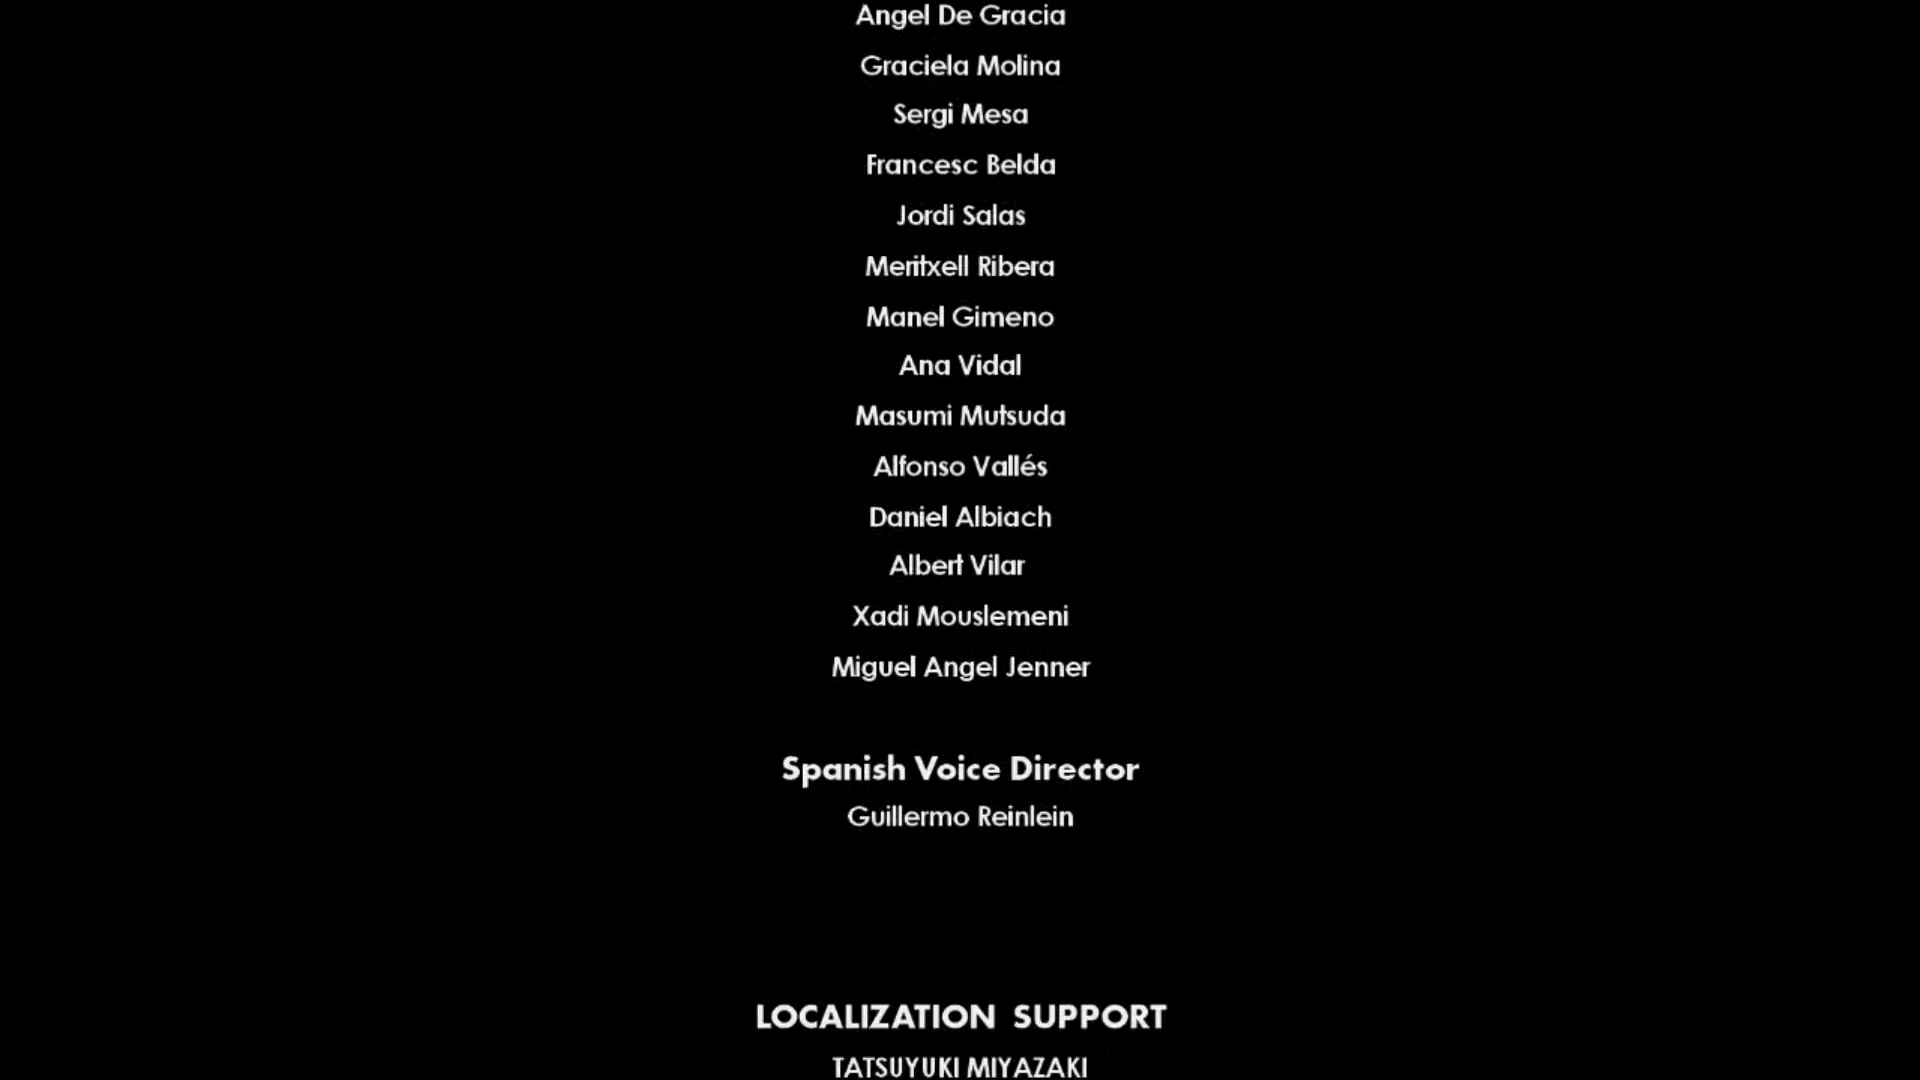 Angel De Gracia
Graciela Molina
Sergi Mesa
Francesc Belda
Jordi Salas
Meritxell Ribera
Manel Gimeno
Ana Vidal
Masumi Mutsuda
Alfonso Vallés
Daniel Albiach
Albert Vilar
Xadi Mouslemeni
Miguel Angel Jenner
Spanish Voice Director
Guillermo Reinlein
LOCALIZATION SUPPORT
TATSUYUKI MIYAZAKI